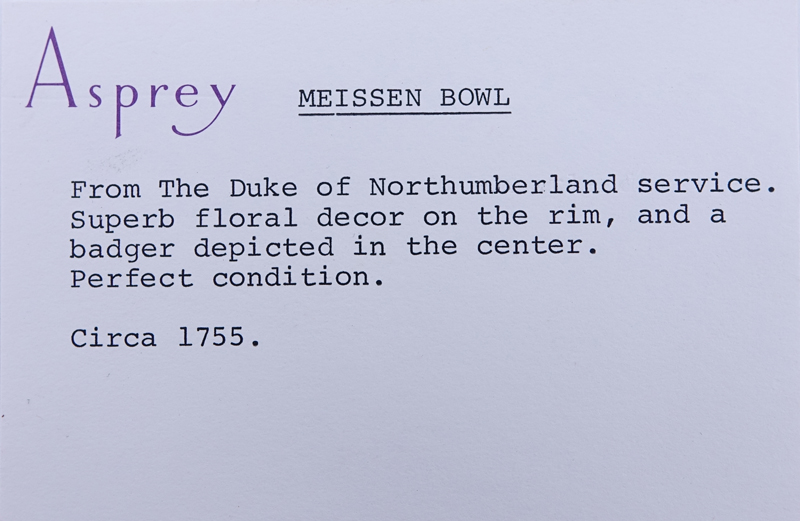 Asprey
MEISSEN BOWL
From The Duke of Northumberland service.
Superb floral decor on the rim, and a
badger depicted in the center.
Perfect condition.
Circa 1755.